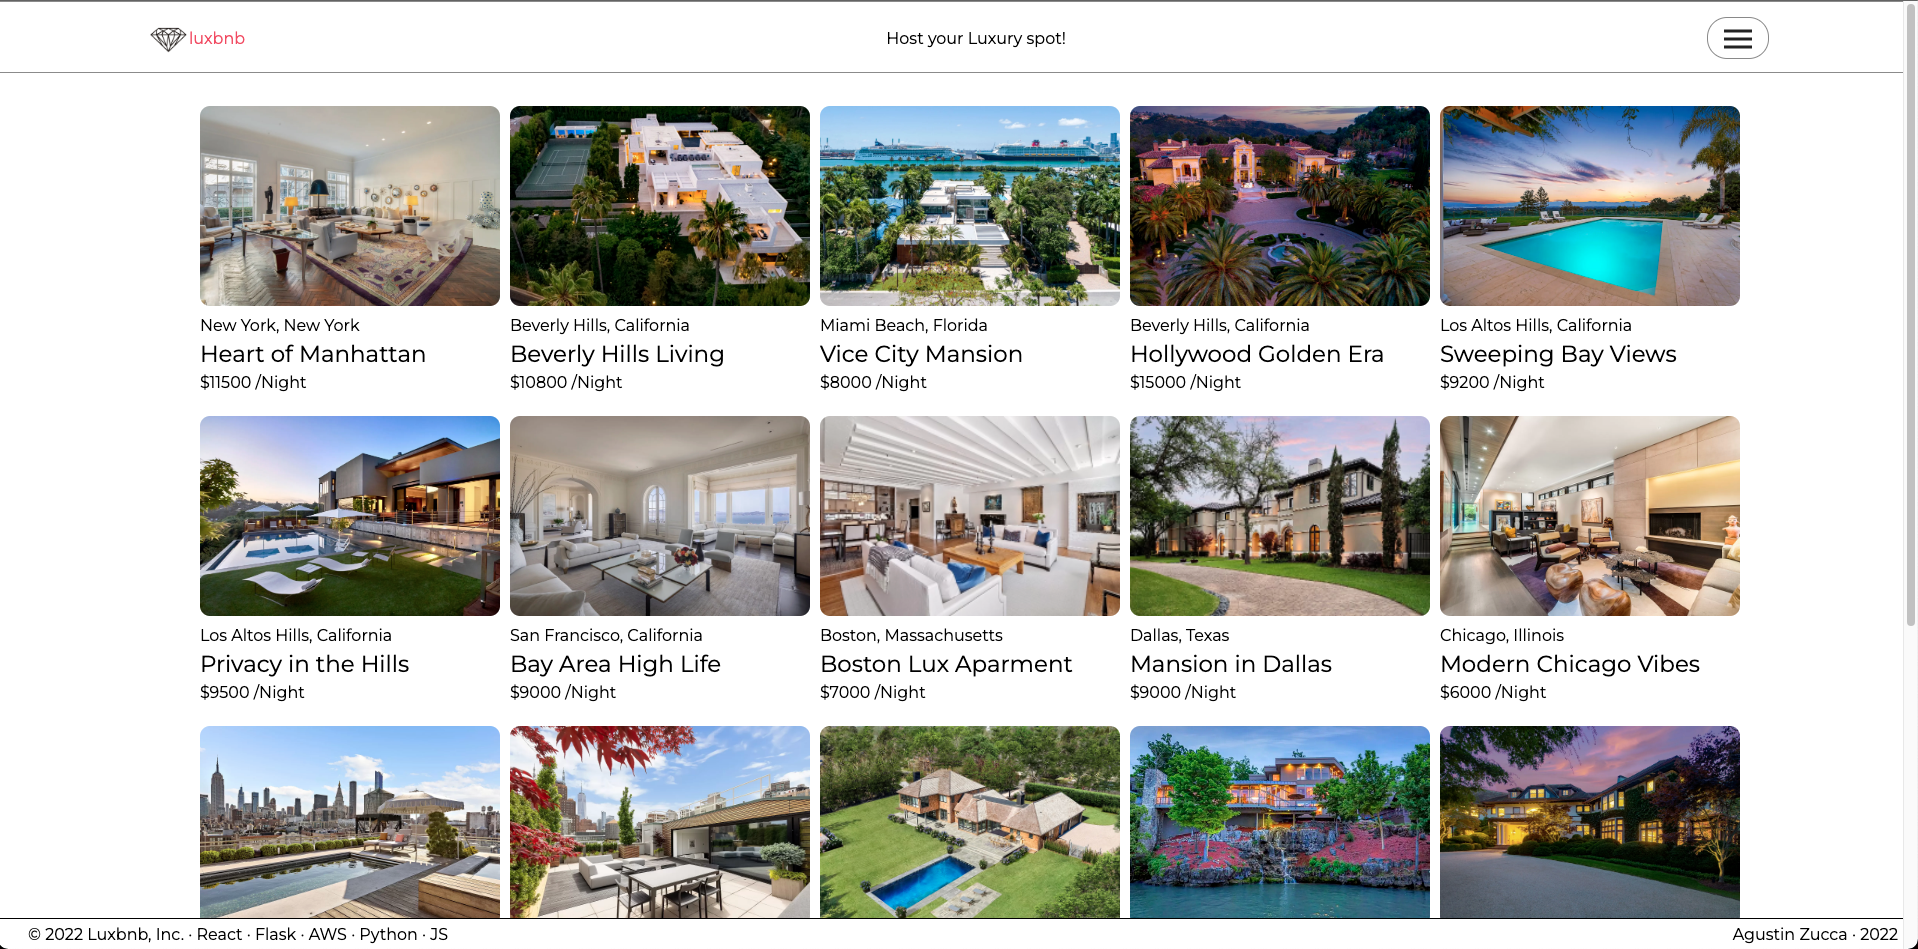 luxbnb
Host your Luxury spot!
New York, New York
Heart of Manhattan
$11500 /Night
Beverly Hills, California
Beverly Hills Living
$10800 /Night
Miami Beach, Florida
Vice City Mansion
$8000 /Night
Beverly Hills, California
Hollywood Golden Era
$15000 /Night
Los Altos Hills, California
Sweeping Bay Views
$9200 /Night
Los Altos Hills, California
Privacy in the Hills
$9500 /Night
San Francisco, California
Bay Area High Life
$9000 /Night
Boston, Massachusetts
Boston Lux Aparment
$7000 /Night
Dallas, Texas
Mansion in Dallas
$9000 /Night
Chicago, Illinois
Modern Chicago Vibes
$6000 /Night
© 2022 Luxbnb, Inc. · React · Flask · AWS · Python · JS
Agustin Zucca · 2022